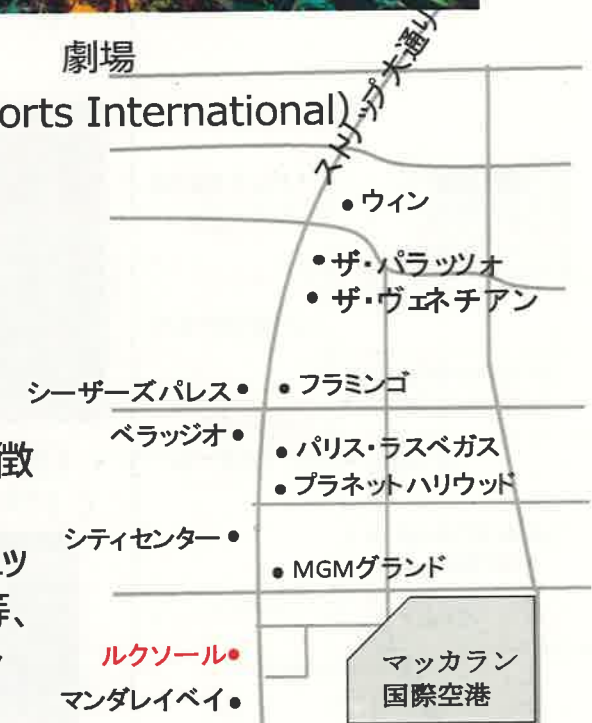 劇場
orts International)
ストリップ大通り
ウィン
ザ・パラッツォ
ザ・ヴェネチアン
シーザーズパレス
フラミンゴ
ベラッジオ
徴
パリス・ラスベガス
プラネットハリウッド
シティセンター
ッ
MGMグランド
等、
ルクソール
マッカラン
国際空港
マンダレイベイ